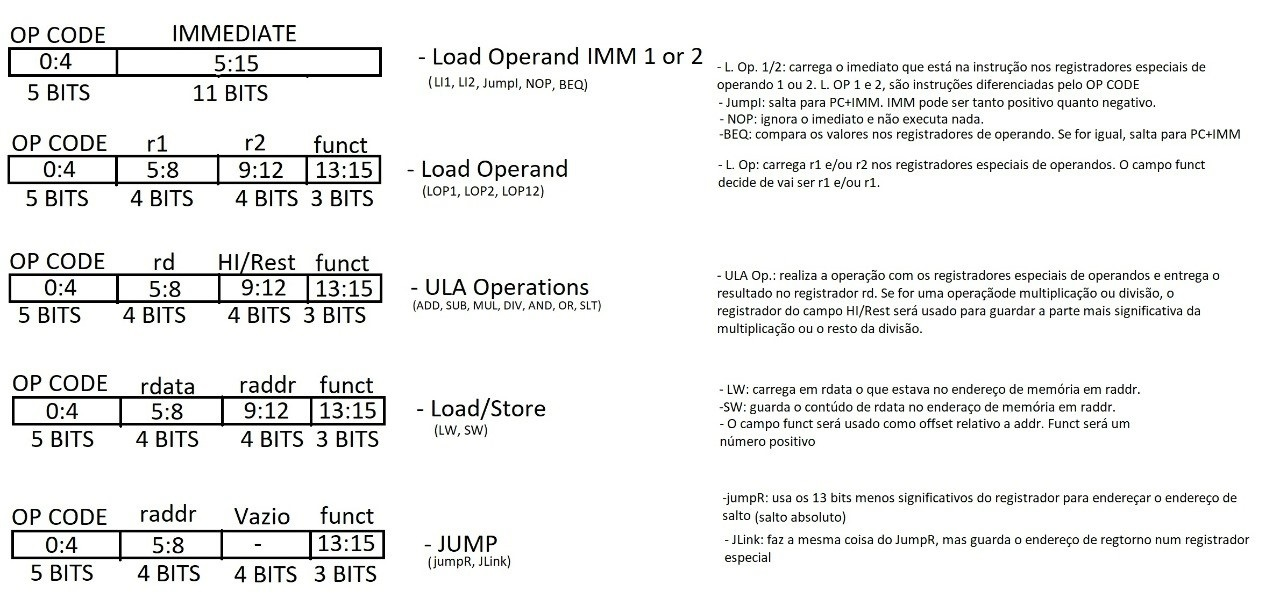 OP CODE IMMEDIATE
0:4 5:15
5 BITS 11 BITS
- Load Operand IMM 1 or 2
(LI1, LI2, JumpI, NOP, BEQ)
- L. Op. 1/2: carrega o imediato que está na instrução nos registradores especiais de
operando 1 ou 2. L. OP 1 e 2, são instruções diferenciadas pelo OP CODE
- JumpI: salta para PC+IMM. IMM pode ser tanto positivo quanto negativo.
- NOP: ignora o imediato e não executa nada.
-BEQ: compara os valores nos registradores de operando. Se for igual, salta para PC+IMM
OP CODE r1 r2 funct
0:4 5:8 9:12 13:15
5 BITS 4 BITS 4 BITS 3 BITS
- Load Operand
(LOP1, LOP2, LOP12)
- L. Op: carrega r1 e/ou r2 nos registradores especiais de operandos. O campo funct
decide de vai ser r1 e/ou r1.
OP CODE rd HI/Rest funct
0:4 5:8 9:12 13:15
5 BITS 4 BITS 4 BITS 3 BITS
- ULA Operations
(ADD, SUB, MUL, DIV, AND, OR, SLT)
- ULA Op.: realiza a operação com os registradores especiais de operandos e entrega o
resultado no registrador rd. Se for uma operaçãode multiplicação ou divisão, o
registrador do campo HI/Rest será usado para guardar a parte mais significativa da
multiplicação ou o resto da divisão.
OP CODE rdata raddr funct
0:4 5:8 9:12 13:15
5 BITS 4 BITS 4 BITS 3 BITS
- Load/Store
(LW, SW)
- LW: carrega em rdata o que estava no endereço de memória em raddr.
-SW: guarda o contúdo de rdata no enderaço de memória em raddr.
- O campo funct será usado como offset relativo a addr. Funct será um
número positivo
OP CODE raddr Vazio funct
0:4 5:8 - 13:15
5 BITS 4 BITS 4 BITS 3 BITS
- JUMP
(jumpR, JLink)
-jumpR: usa os 13 bits menos significativos do registrador para endereçar o endereço de
salto (salto absoluto)
- JLink: faz a mesma coisa do JumpR, mas guarda o endereço de regtorno num registrador
especial